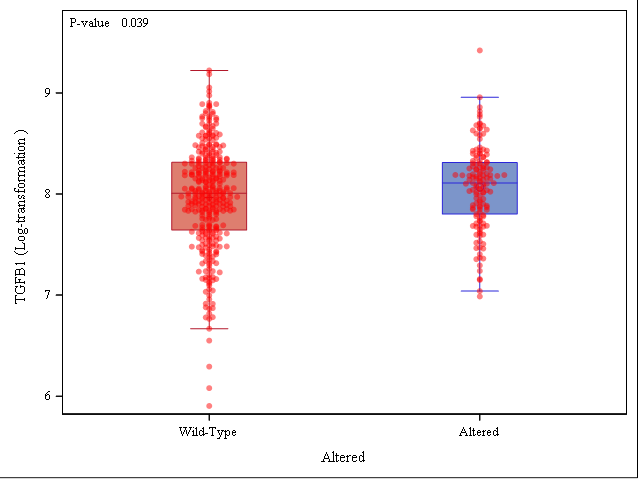 P-value 0.039
9
8
7
6
TGFB1 (Log-transformation )
Wild-Type Altered
Altered